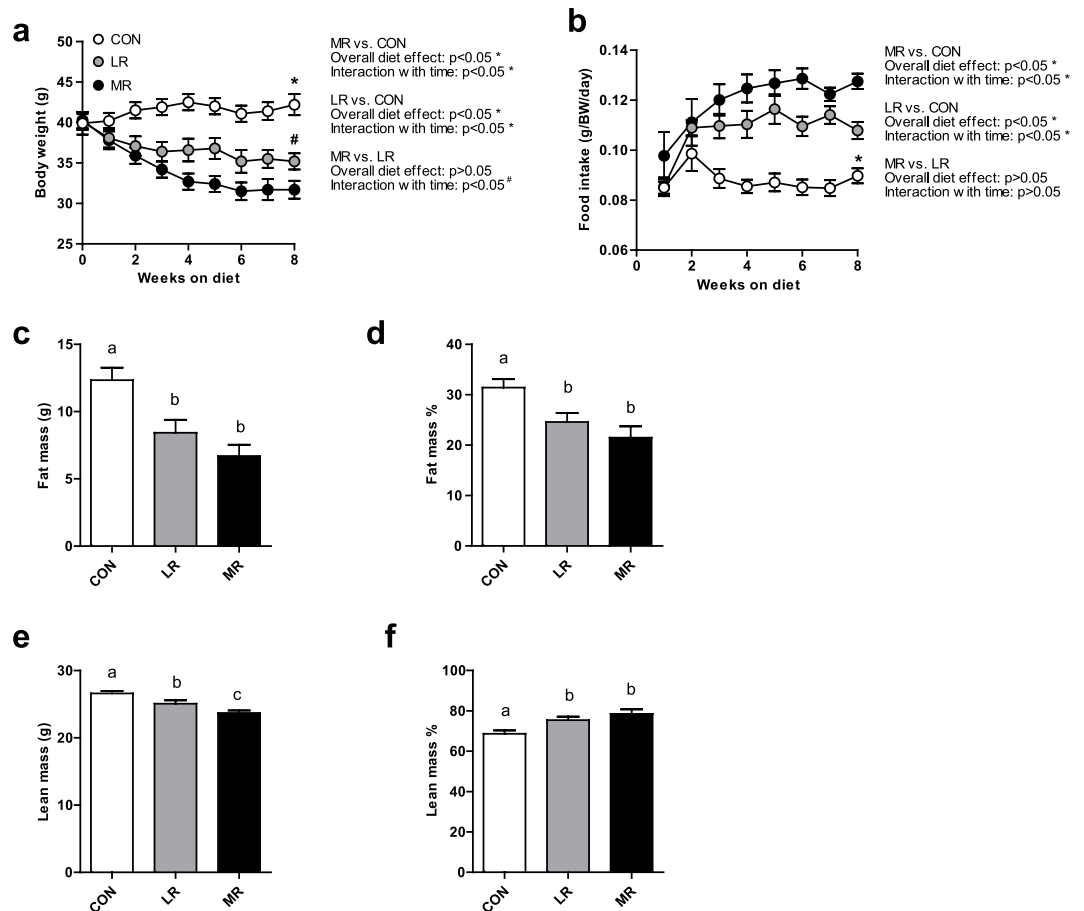 a
CON
LR
MR
50
45
40
35
30
25
Body weight (g)
0
2
4
6
8
Weeks on diet
*
#
MR vs. CON
Overall diet effect: p<0.05 *
Interaction with time: p<0.05 *
LR vs. CON
Overall diet effect: p<0.05 *
Interaction with time: p<0.05 *
MR vs. LR
Overall diet effect: p>0.05
Interaction with time: p<0.05 #
b
0.14
0.12
0.10
0.08
0.06
Food intake (g/BW/day)
0
2
4
6
8
Weeks on diet
*
MR vs. CON
Overall diet effect: p<0.05 *
Interaction with time: p<0.05 *
LR vs. CON
Overall diet effect: p<0.05 *
Interaction with time: p<0.05 *
MR vs. LR
Overall diet effect: p>0.05
Interaction with time: p>0.05
c
15
10
5
0
Fat mass (g)
a
b
b
CON
LR
MR
d
40
30
20
10
0
Fat mass %
a
b
b
CON
LR
MR
e
30
20
10
0
Lean mass (g)
a
b
c
CON
LR
MR
f
100
80
60
40
20
0
Lean mass %
a
b
b
CON
LR
MR